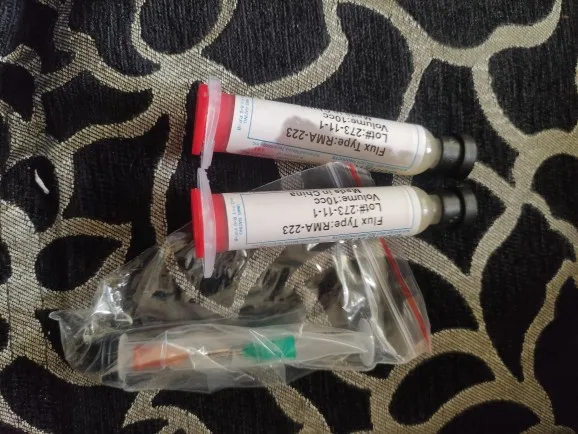 Flux Type:RMA-223
Lot#:273-11-1
Volume:10cc
Flux Type:RMA-223
Lot#:273-11-1
Volume:10cc
Made in China